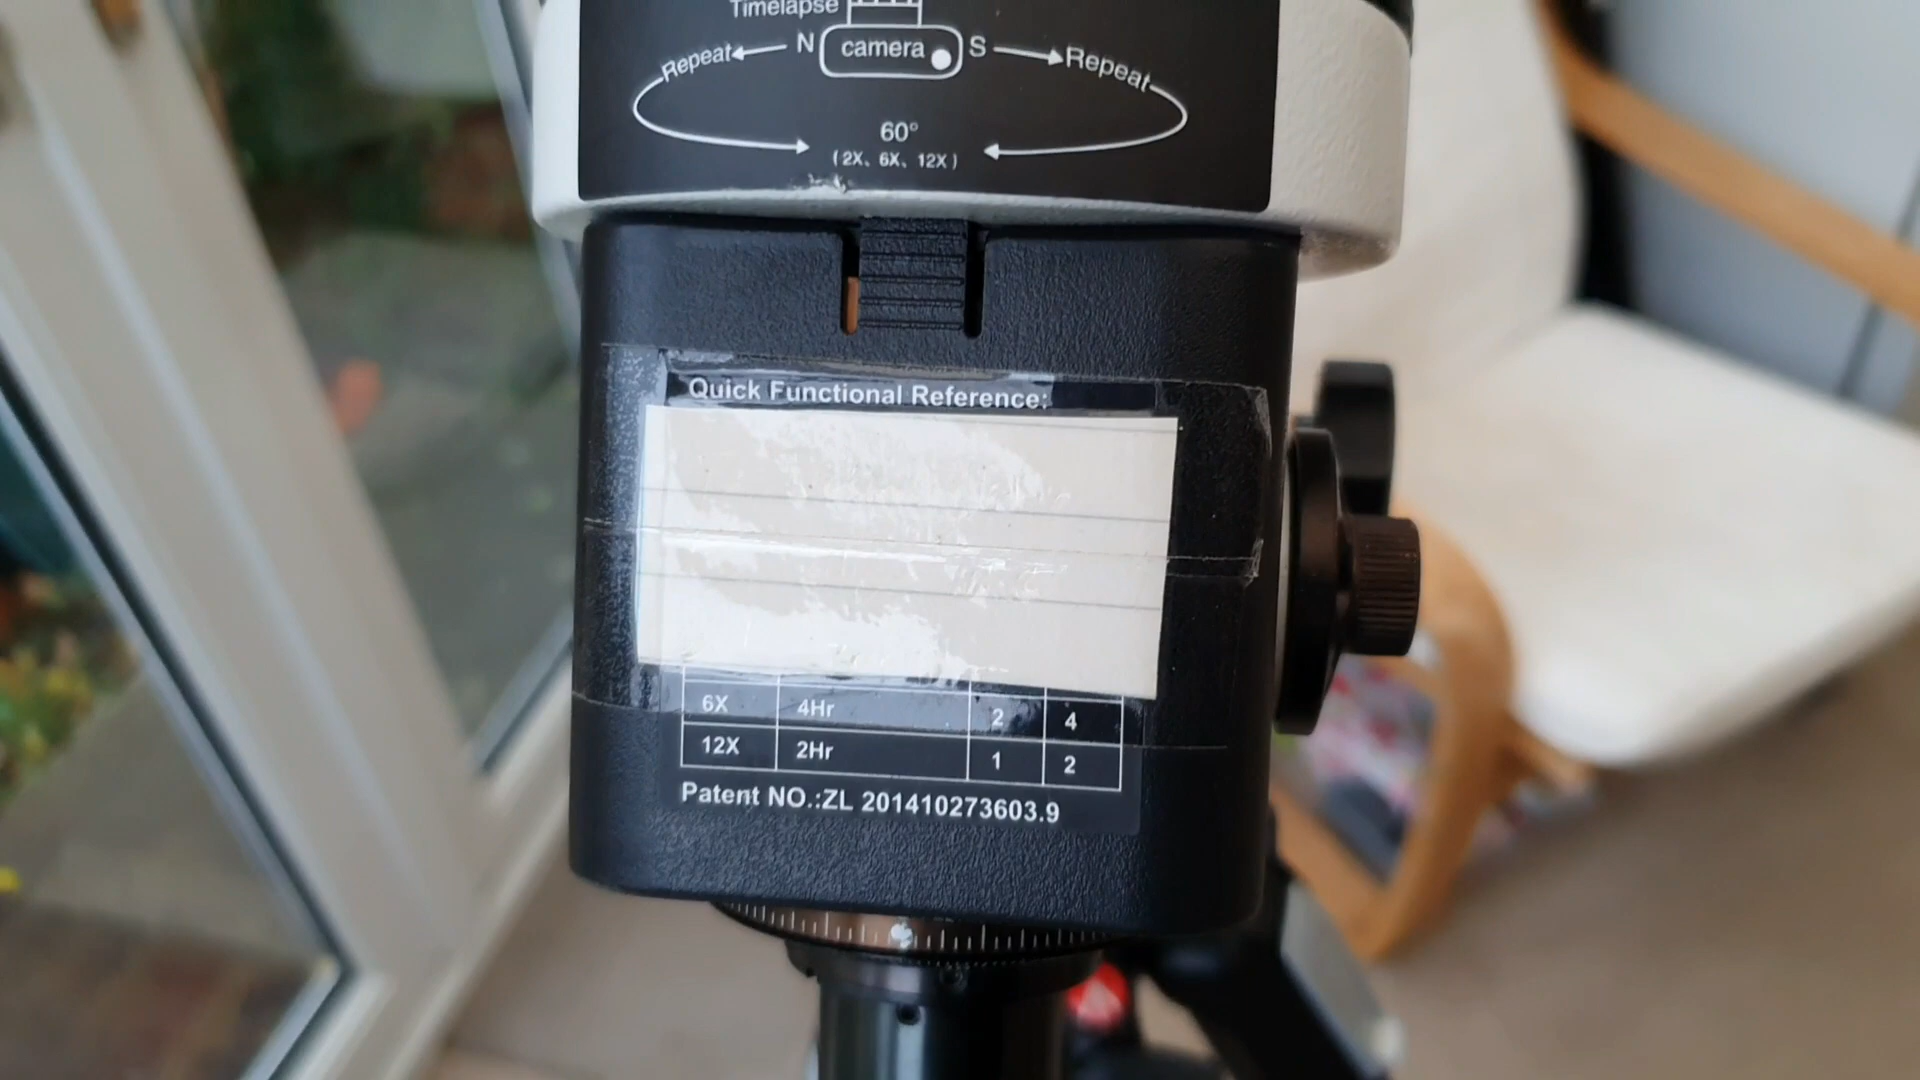 Timelapse
Repeat N camera S Repeat
60°
(2X、6X、12X)
Quick Functional Reference:
6X 4Hr 2 4
12X 2Hr 1 2
Patent NO.:ZL 201410273603.9